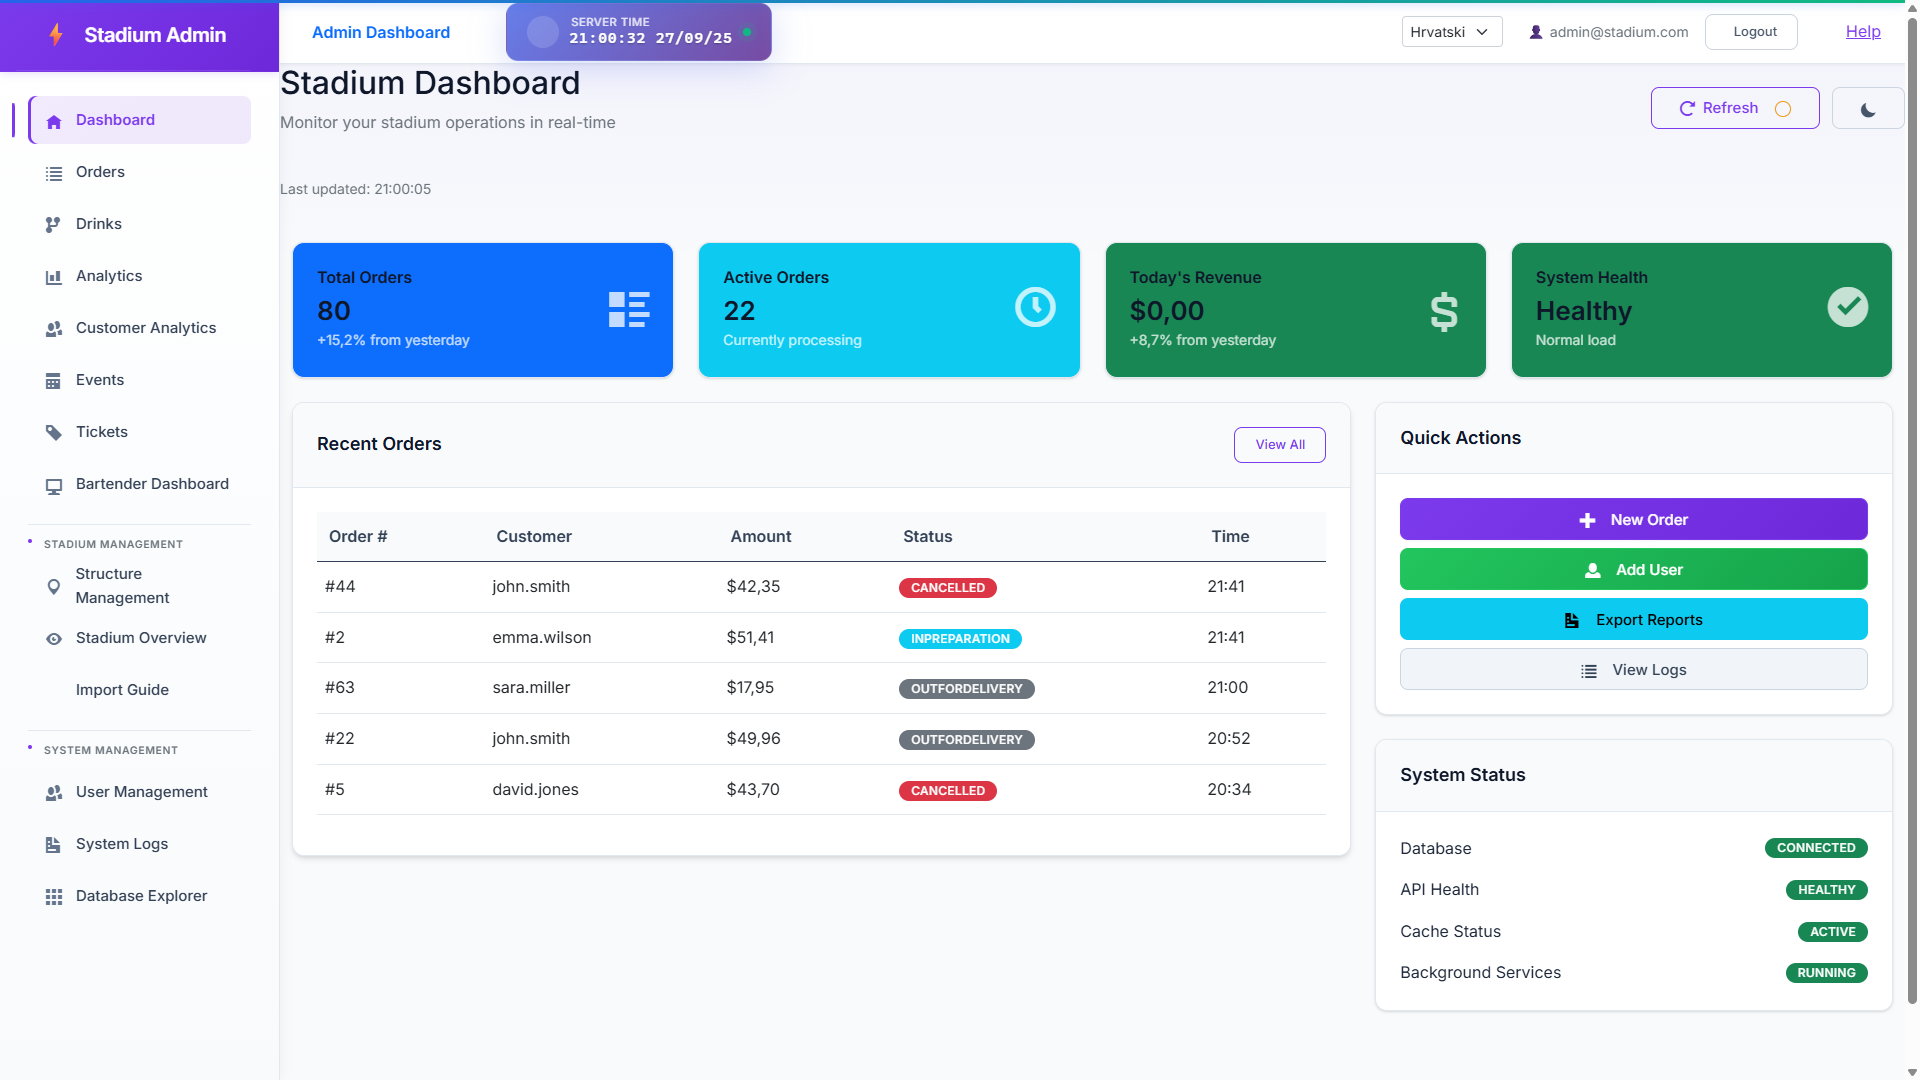 Stadium Admin
Admin Dashboard
SERVER TIME
21:00:32 27/09/25
Hrvatski
admin@stadium.com
Logout
Help
Dashboard
Orders
Drinks
Analytics
Customer Analytics
Events
Tickets
Bartender Dashboard
STADIUM MANAGEMENT
Structure
Management
Stadium Overview
Import Guide
SYSTEM MANAGEMENT
User Management
System Logs
Database Explorer
Stadium Dashboard
Monitor your stadium operations in real-time
Refresh
Last updated: 21:00:05
Total Orders
80
+15,2% from yesterday
Active Orders
22
Currently processing
Today's Revenue
$0,00
+8,7% from yesterday
System Health
Healthy
Normal load
Recent Orders
View All
Order # Customer Amount Status Time
#44 john.smith $42,35 CANCELLED 21:41
#2 emma.wilson $51,41 INPREPARATION 21:41
#63 sara.miller $17,95 OUTFORDELIVERY 21:00
#22 john.smith $49,96 OUTFORDELIVERY 20:52
#5 david.jones $43,70 CANCELLED 20:34
Quick Actions
New Order
Add User
Export Reports
View Logs
System Status
Database CONNECTED
API Health HEALTHY
Cache Status ACTIVE
Background Services RUNNING